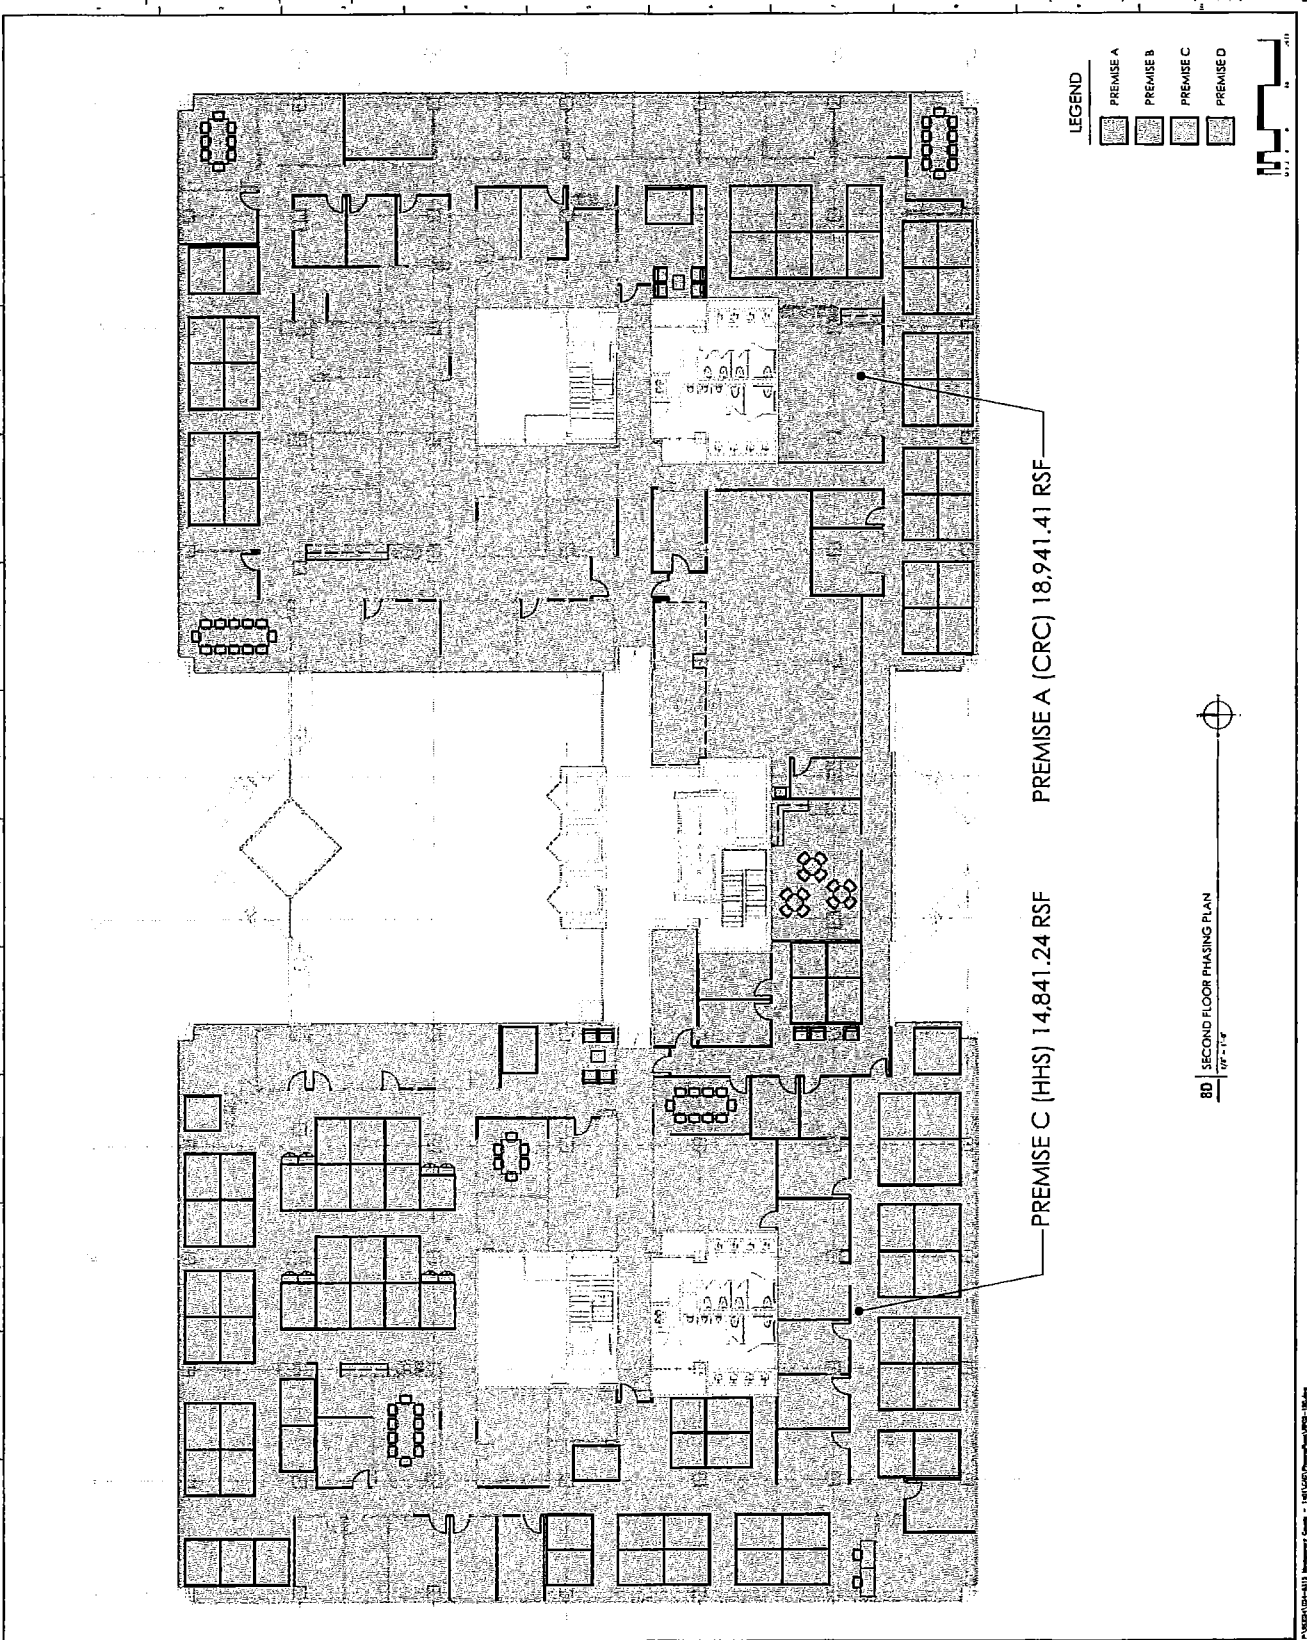 LEGEND
PREMISE A
PREMISE B
PREMISE C
PREMISE D
PREMISE C (HHS) 14,841.24 RSF
PREMISE A (CRC) 18,941.41 RSF
8D SECOND FLOOR PHASING PLAN